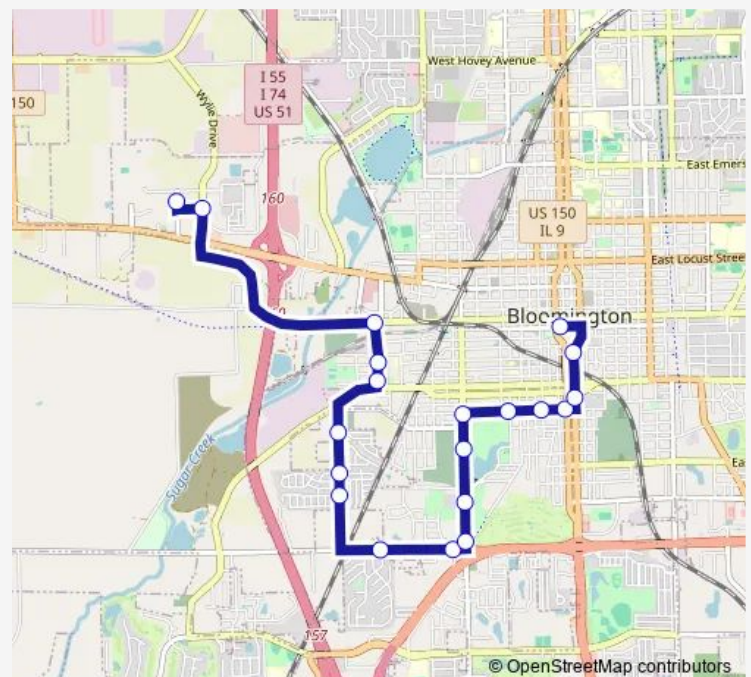 West Hovey Avenue
I 55
I 74
US 51
150
Wylie Drive
East Emers
160
US 150
IL 9
East Locust Street
Bloomington
Sugar Creek
Ea
157
© OpenStreetMap contributors